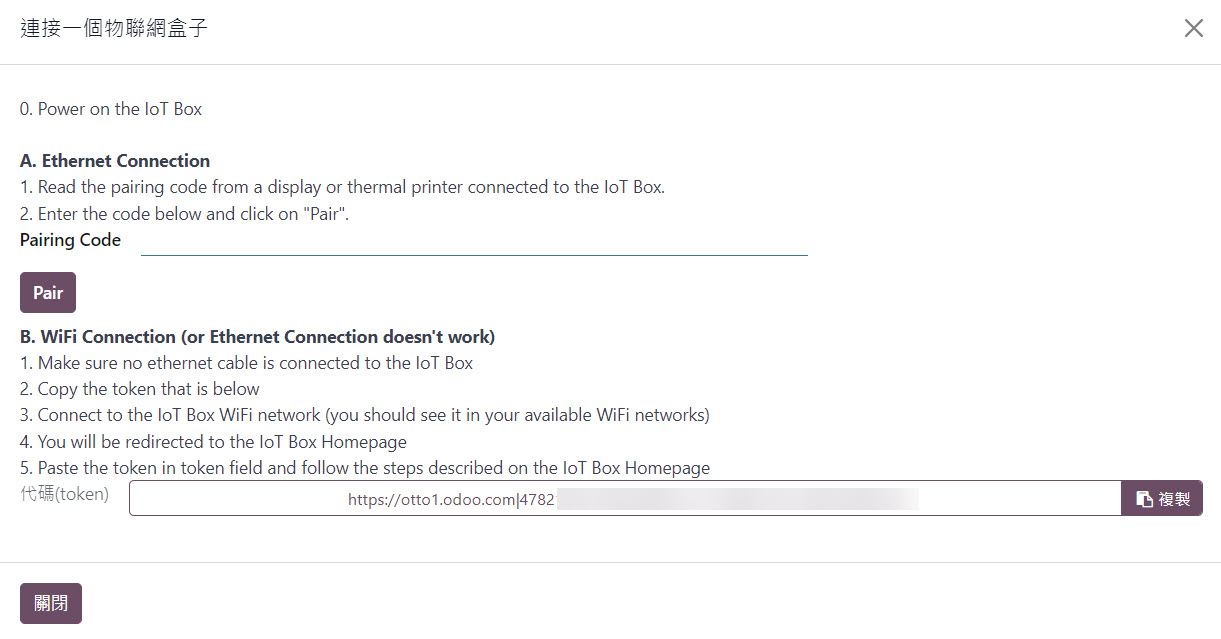 連接一個物聯網盒子
0. Power on the IoT Box
A. Ethernet Connection
1. Read the pairing code from a display or thermal printer connected to the IoT Box.
2. Enter the code below and click on "Pair".
Pairing Code
Pair
B. WiFi Connection (or Ethernet Connection doesn't work)
1. Make sure no ethernet cable is connected to the IoT Box
2. Copy the token that is below
3. Connect to the IoT Box WiFi network (you should see it in your available WiFi networks)
4. You will be redirected to the IoT Box Homepage
5. Paste the token in token field and follow the steps described on the IoT Box Homepage
代碼(token) https://otto1.odoo.com|4782 複製
關閉